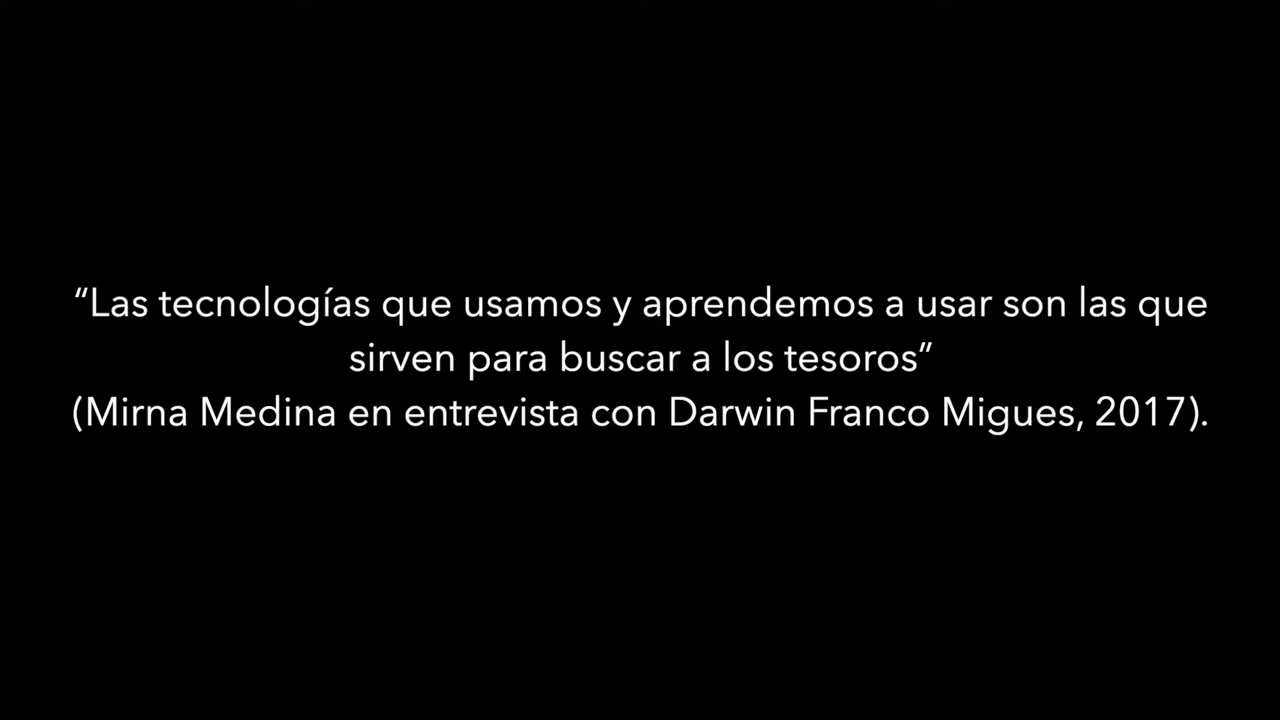 “Las tecnologías que usamos y aprendemos a usar son las que
sirven para buscar a los tesoros”
(Mirna Medina en entrevista con Darwin Franco Migues, 2017).